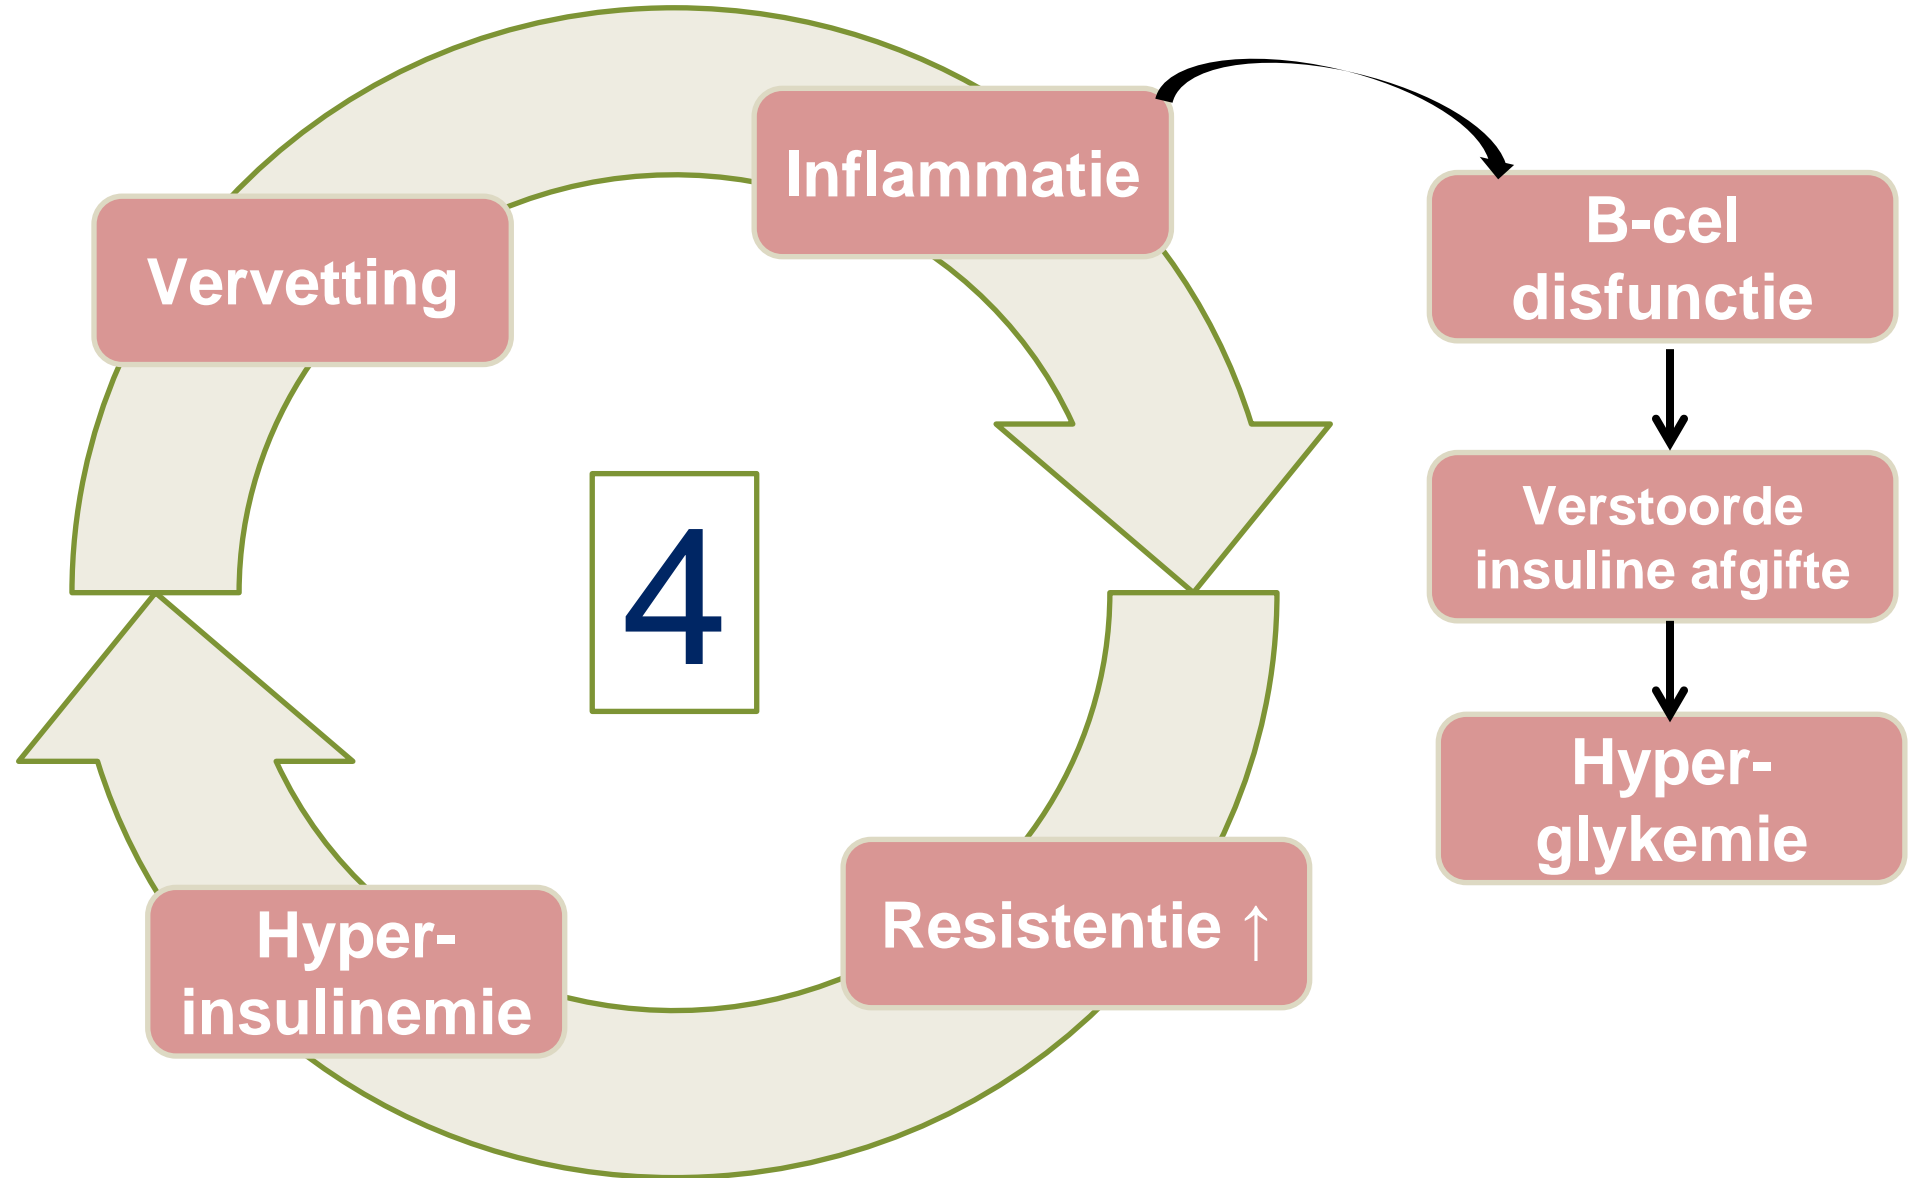 Inflammatie
Vervetting
B-cel
disfunctie
4
Verstoorde
insuline afgifte
Hyper-
glykemie
Resistentie ↑
Hyper-
insulinemie